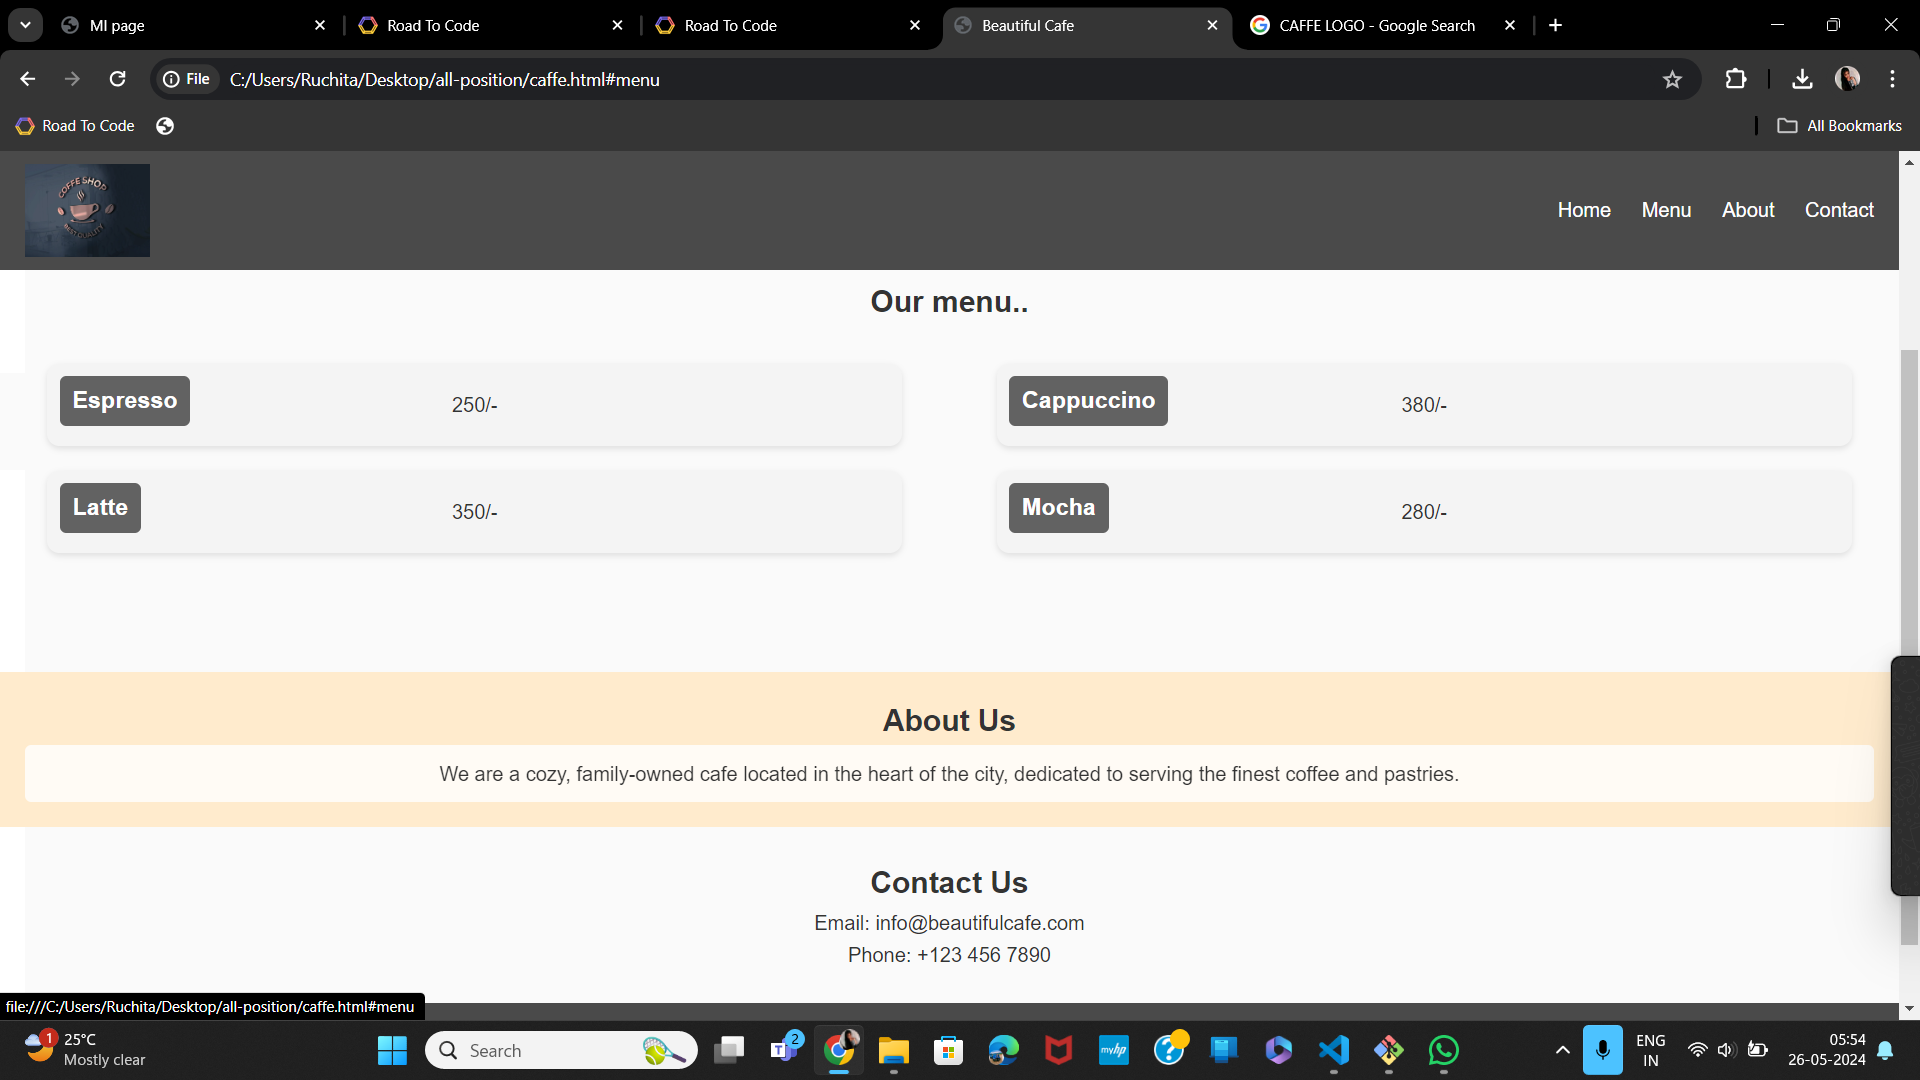 MI page
Road To Code
Road To Code
Beautiful Cafe
CAFFE LOGO - Google Search
File
C:/Users/Ruchita/Desktop/all-position/caffe.html#menu
Road To Code
All Bookmarks
COFFE SHOP
BEST QUALITY
Home
Menu
About
Contact
Our menu..
Espresso
250/-
Cappuccino
380/-
Latte
350/-
Mocha
280/-
About Us
We are a cozy, family-owned cafe located in the heart of the city, dedicated to serving the finest coffee and pastries.
Contact Us
Email: info@beautifulcafe.com
Phone: +123 456 7890
file:///C:/Users/Ruchita/Desktop/all-position/caffe.html#menu
1
25°C
Mostly clear
Search
T
2
myhp
?
ENG
IN
05:54
26-05-2024